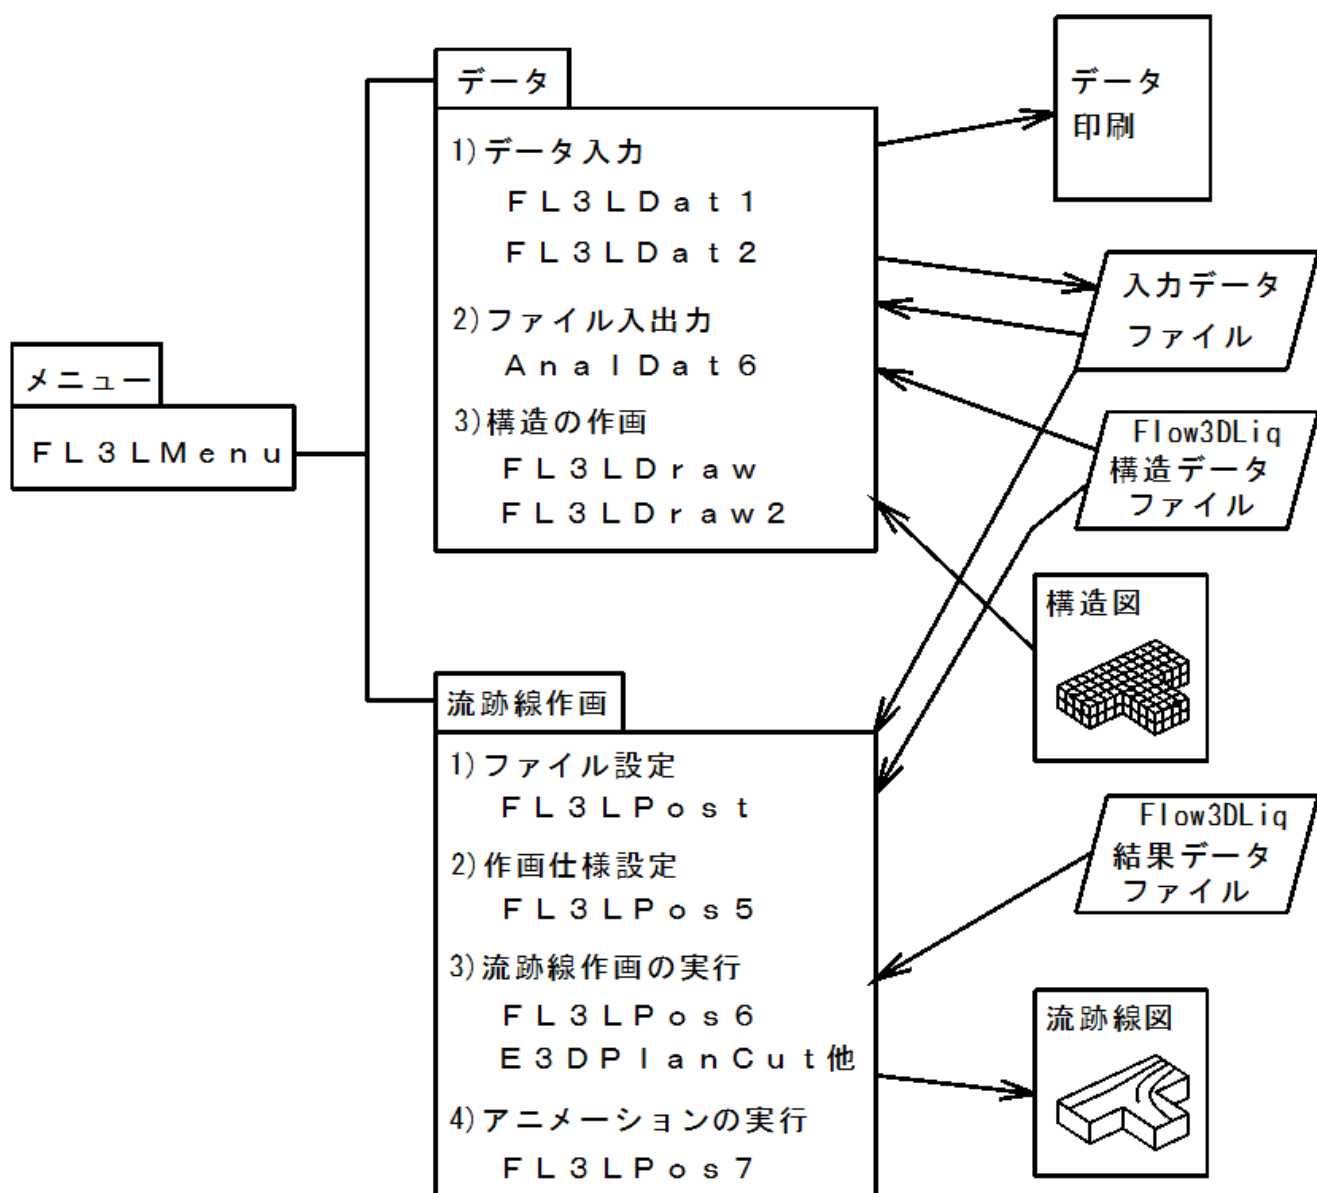 メニュー
FL3LMenu
データ
1)データ入力
FL3LDat1
FL3LDat2
2)ファイル入出力
AnalDat6
3)構造の作画
FL3LDraw
FL3LDraw2
流跡線作画
1)ファイル設定
FL3LPost
2)作画仕様設定
FL3LPos5
3)流跡線作画の実行
FL3LPos6
E3DPlanCut他
4)アニメーションの実行
FL3LPos7
データ
印刷
入力データ
ファイル
Flow3DLiq
構造データ
ファイル
構造図
Flow3DLiq
結果データ
ファイル
流跡線図